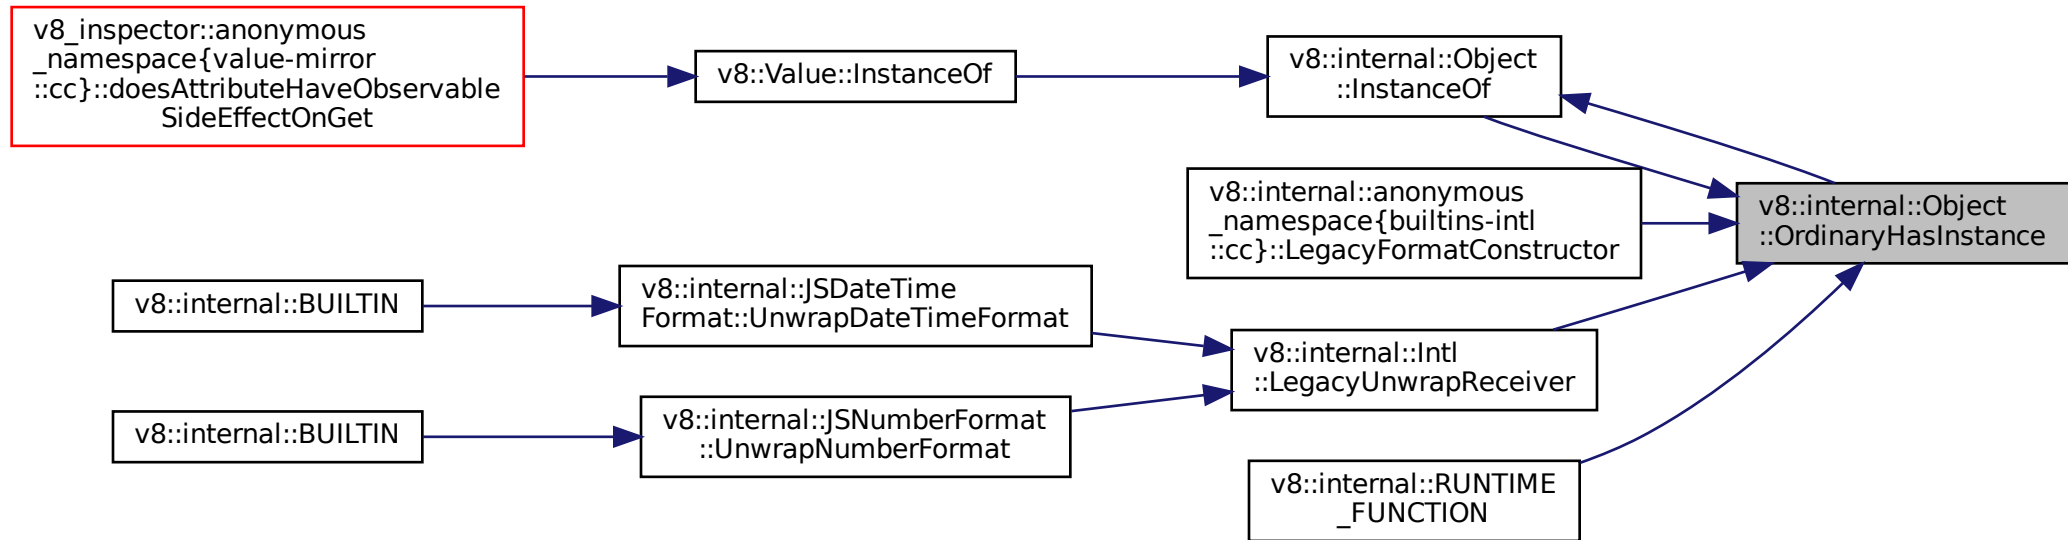 v8_inspector::anonymous
_namespace{value-mirror
::cc}::doesAttributeHaveObservable
SideEffectOnGet
v8::Value::InstanceOf
v8::internal::Object
::InstanceOf
v8::internal::anonymous
_namespace{builtins-intl
::cc}::LegacyFormatConstructor
v8::internal::Object
::OrdinaryHasInstance
v8::internal::BUILTIN
v8::internal::JSDateTime
Format::UnwrapDateTimeFormat
v8::internal::Intl
::LegacyUnwrapReceiver
v8::internal::BUILTIN
v8::internal::JSNumberFormat
::UnwrapNumberFormat
v8::internal::RUNTIME
_FUNCTION